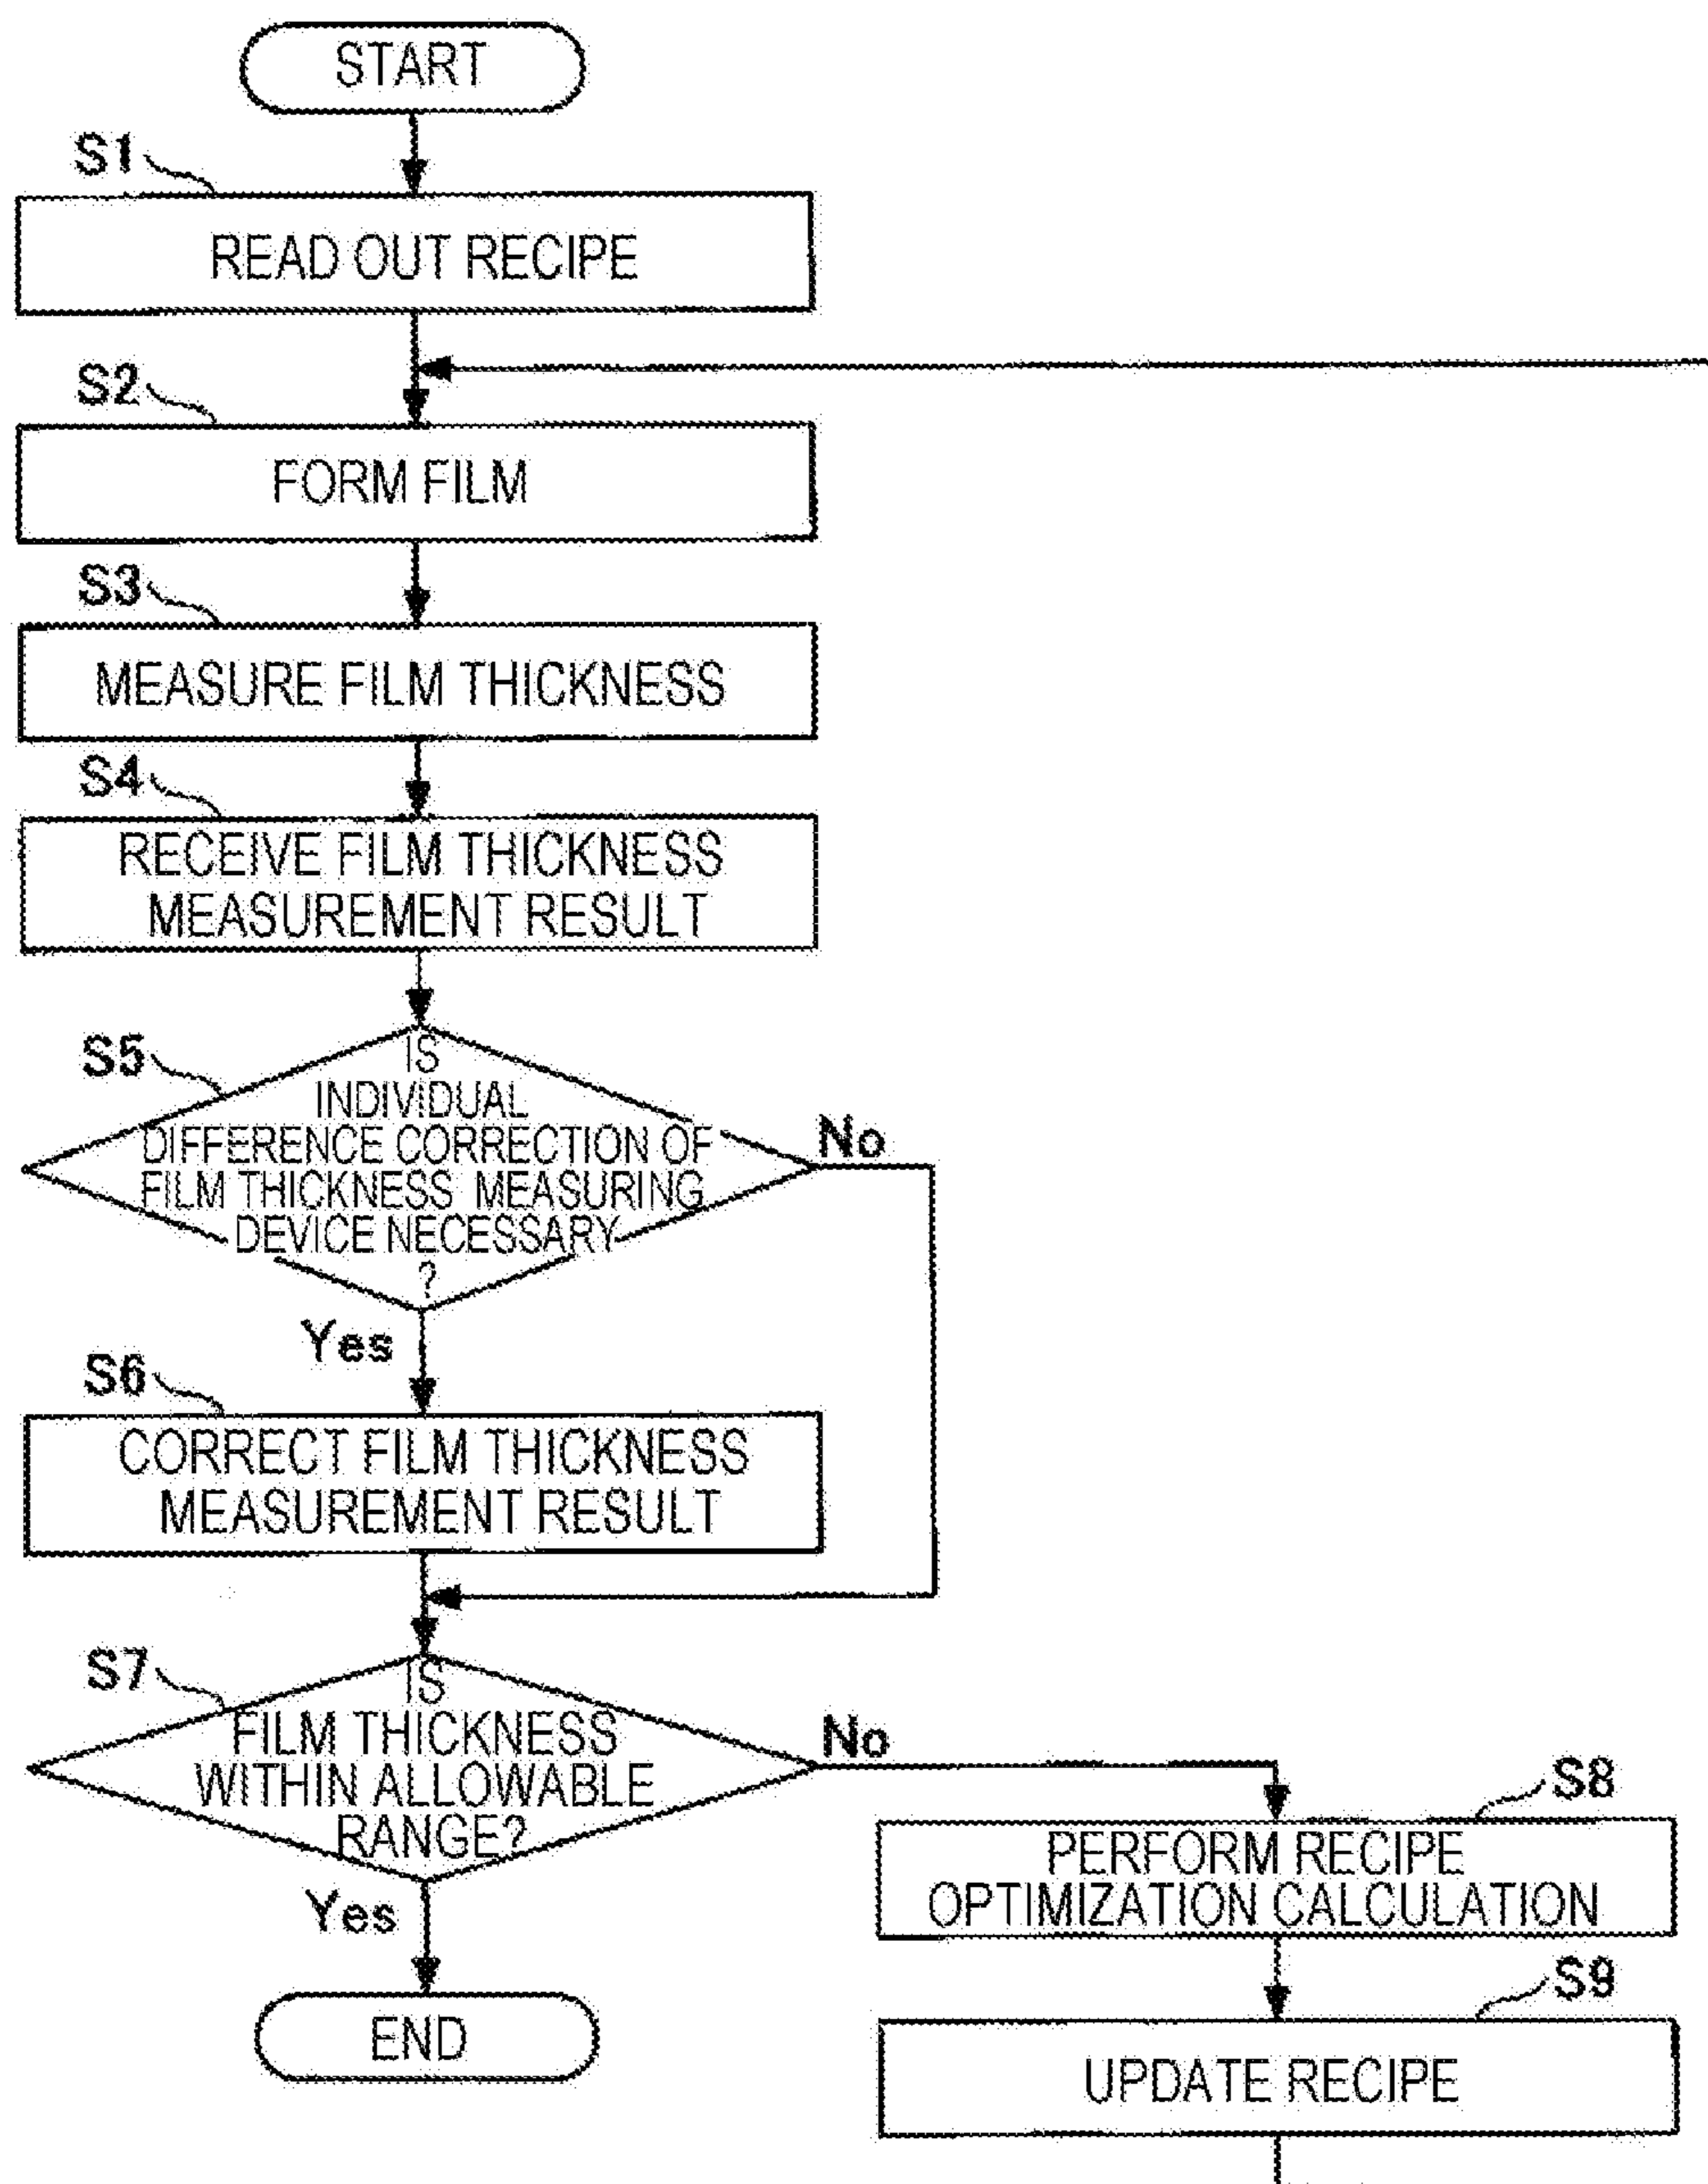 START
S1
READ OUT RECIPE
S2
FORM FILM
S3
MEASURE FILM THICKNESS
S4
RECEIVE FILM THICKNESS
MEASUREMENT RESULT
S5
IS
INDIVIDUAL
DIFFERENCE CORRECTION OF
FILM THICKNESS MEASURING
DEVICE NECESSARY
?
No
Yes
S6
CORRECT FILM THICKNESS
MEASUREMENT RESULT
S7
IS
FILM THICKNESS
WITHIN ALLOWABLE
RANGE?
No
Yes
END
S8
PERFORM RECIPE
OPTIMIZATION CALCULATION
S9
UPDATE RECIPE